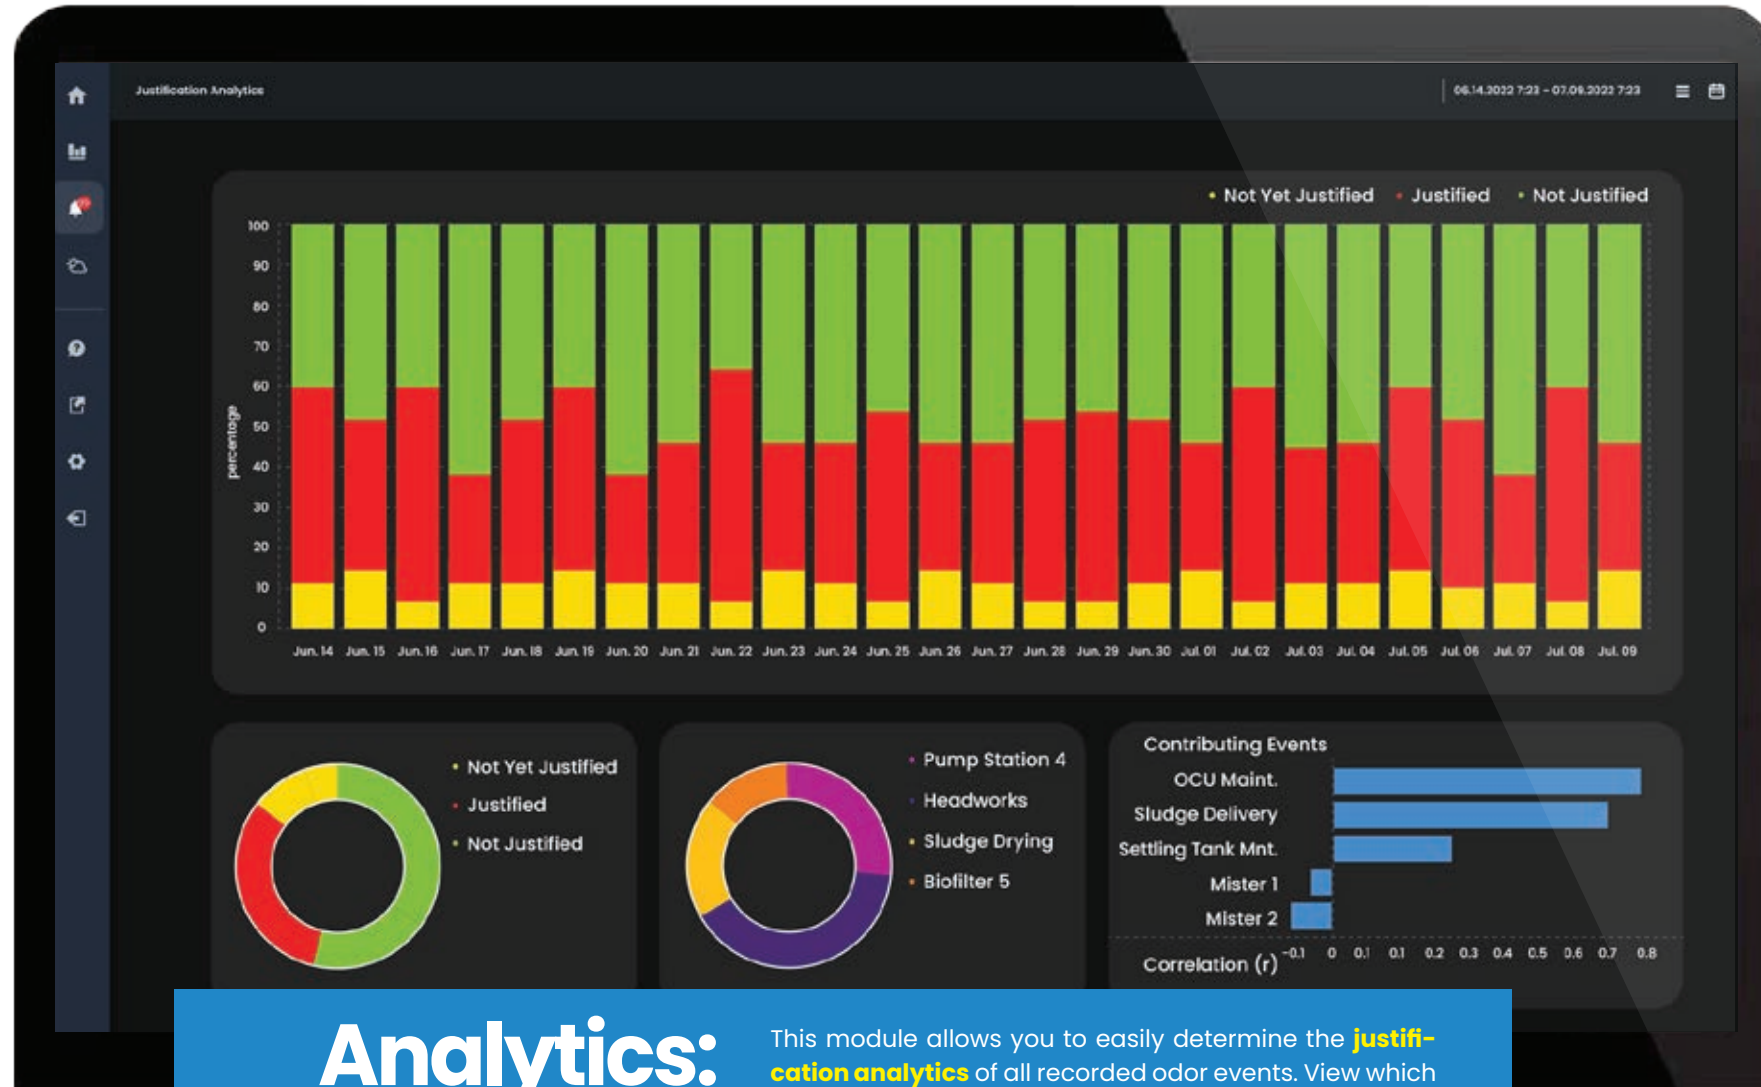 Justification Analytics
06.14.2022 7:23 - 07.09.2022 7:23
• Not Yet Justified • Justified • Not Justified
100
90
80
70
60
50
40
30
20
10
0
percentage
Jun. 14 Jun. 15 Jun. 16 Jun. 17 Jun. 18 Jun. 19 Jun. 20 Jun. 21 Jun. 22 Jun. 23 Jun. 24 Jun. 25 Jun. 26 Jun. 27 Jun. 28 Jun. 29 Jun. 30 Jul. 01 Jul. 02 Jul. 03 Jul. 04 Jul. 05 Jul. 06 Jul. 07 Jul. 08 Jul. 09
• Not Yet Justified
• Justified
• Not Justified
• Pump Station 4
• Headworks
• Sludge Drying
• Biofilter 5
Contributing Events
OCU Maint.
Sludge Delivery
Settling Tank Mnt.
Mister 1
Mister 2
Correlation (r)
-0.1 0 0.1 0.1 0.2 0.3 0.4 0.5 0.6 0.7 0.8
Analytics:
This module allows you to easily determine the justifi-
cation analytics of all recorded odor events. View which